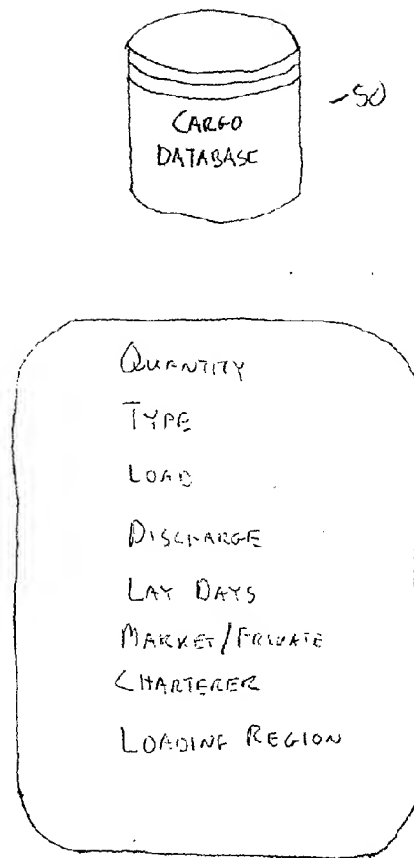 CARGO
DATABASE
50
QUANTITY
TYPE
LOAD
DISCHARGE
LAY DAYS
MARKET/PRIVATE
CHARTERER
LOADING REGION